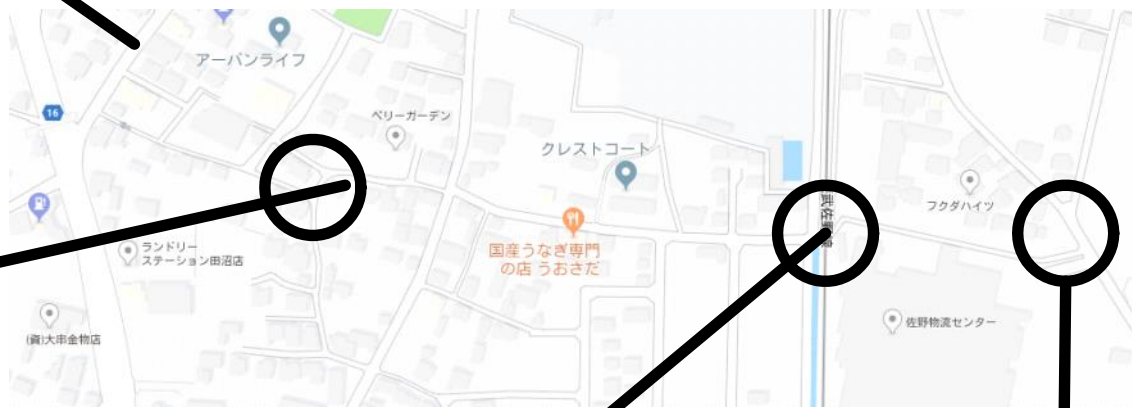 アーバンライフ
16
ベリーガーデン
クレストコート
国産うなぎ専門
の店 うおさだ
フクダハイツ
ランドリー
ステーション田沼店
(資)大串金物店
佐野物流センター